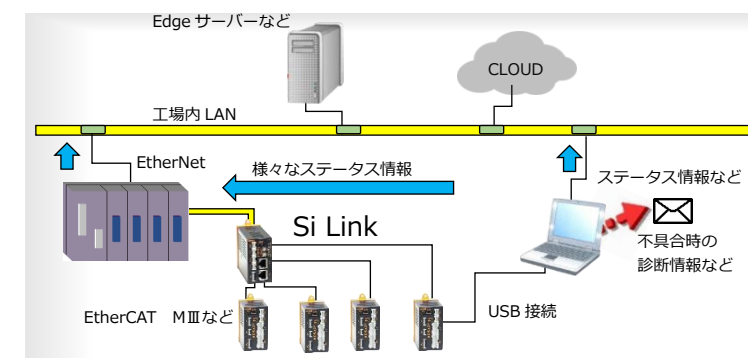 Edge サーバーなど
CLOUD
工場内 LAN
EtherNet
様々なステータス情報
ステータス情報など
Si Link
不具合時の
診断情報など
EtherCAT MⅢなど
USB 接続